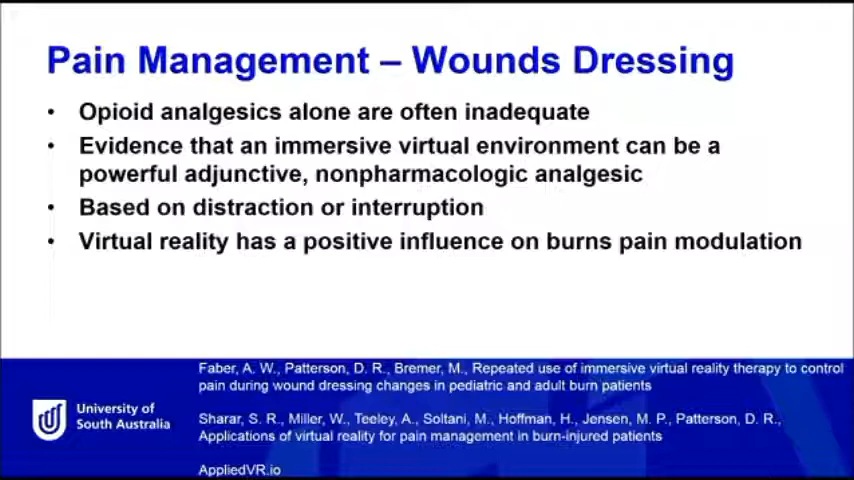 Pain Management – Wounds Dressing
• Opioid analgesics alone are often inadequate
• Evidence that an immersive virtual environment can be a
powerful adjunctive, nonpharmacologic analgesic
• Based on distraction or interruption
• Virtual reality has a positive influence on burns pain modulation
Faber, A. W., Patterson, D. R., Bremer, M., Repeated use of immersive virtual reality therapy to control
pain during wound dressing changes in pediatric and adult burn patients
Sharar, S. R., Miller, W., Teeley, A., Soltani, M., Hoffman, H., Jensen, M. P., Patterson, D. R.,
Applications of virtual reality for pain management in burn-injured patients
AppliedVR.io
University of
South Australia